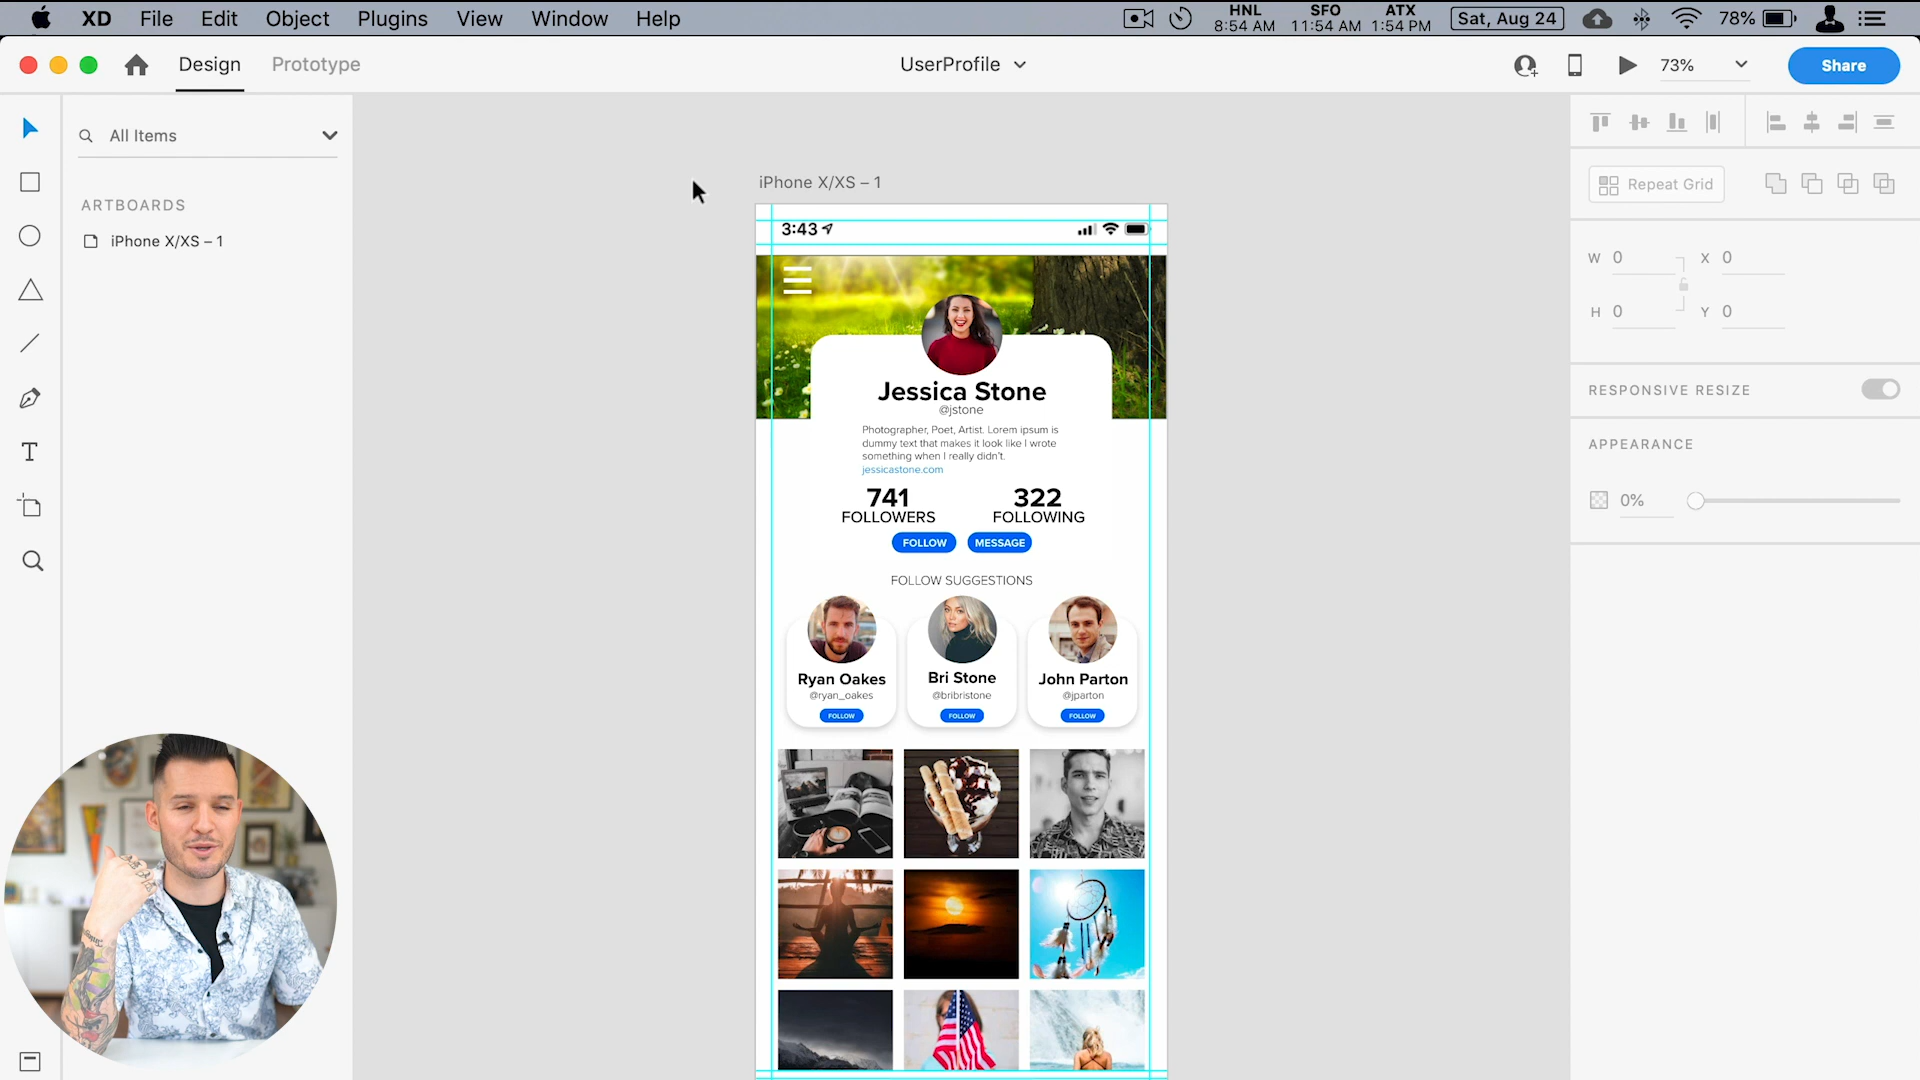 XD File Edit Object Plugins View Window Help
HNL
8:54 AM
SFO
11:54 AM
ATX
1:54 PM
Sat, Aug 24
78%
Design
Prototype
UserProfile
73%
Share
All Items
ARTBOARDS
iPhone X/XS – 1
iPhone X/XS – 1
3:43
Jessica Stone
@jstone
Photographer, Poet, Artist. Lorem ipsum is
dummy text that makes it look like I wrote
something when I really didn't.
jessicastone.com
741
FOLLOWERS
322
FOLLOWING
FOLLOW
MESSAGE
FOLLOW SUGGESTIONS
Ryan Oakes
@ryan_oakes
FOLLOW
Bri Stone
@bribristone
FOLLOW
John Parton
@jparton
FOLLOW
Repeat Grid
W 0
X 0
H 0
Y 0
RESPONSIVE RESIZE
APPEARANCE
0%